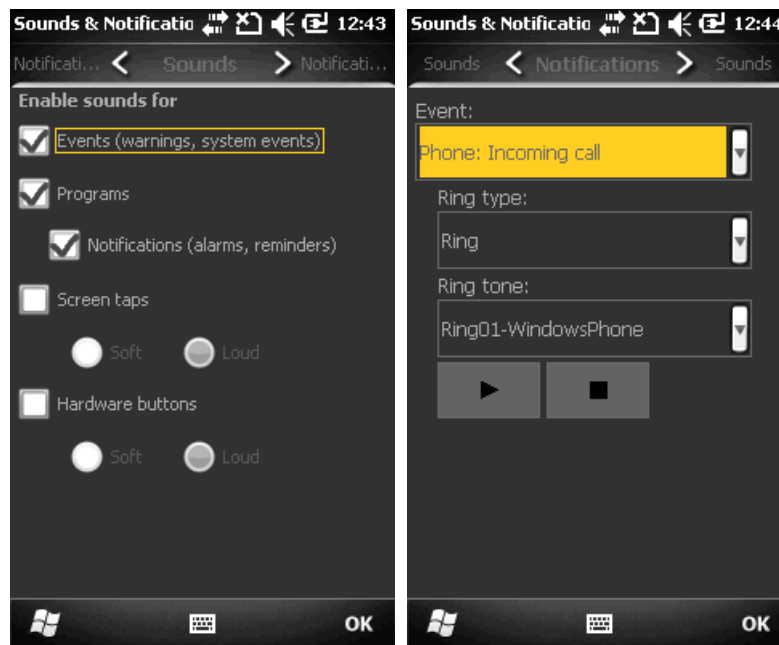 Sounds & Notificatio 12:43
Notificati... Sounds Notificati...
Enable sounds for
Events (warnings, system events)
Programs
Notifications (alarms, reminders)
Screen taps
Soft Loud
Hardware buttons
Soft Loud
OK
Sounds & Notificatio 12:44
Sounds Notifications Sounds
Event:
Phone: Incoming call
Ring type:
Ring
Ring tone:
Ring01-WindowsPhone
OK